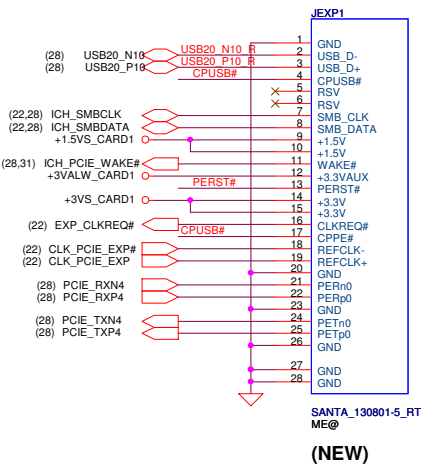 JEXP1
1 GND
(28) USB20_N10 USB20_N10_R 2 USB_D-
(28) USB20_P10 USB20_P10_R 3 USB_D+
CPUSB# 4 CPUSB#
5 RSV
6 RSV
(22,28) ICH_SMBCLK 7 SMB_CLK
(22,28) ICH_SMBDATA 8 SMB_DATA
+1.5VS_CARD1 9 +1.5V
10 +1.5V
(28,31) ICH_PCIE_WAKE# 11 WAKE#
+3VALW_CARD1 12 +3.3VAUX
PERST# 13 PERST#
+3VS_CARD1 14 +3.3V
15 +3.3V
(22) EXP_CLKREQ# 16 CLKREQ#
CPUSB# 17 CPPE#
(22) CLK_PCIE_EXP# 18 REFCLK-
(22) CLK_PCIE_EXP 19 REFCLK+
20 GND
(28) PCIE_RXN4 21 PERn0
(28) PCIE_RXP4 22 PERp0
23 GND
(28) PCIE_TXN4 24 PETn0
(28) PCIE_TXP4 25 PETp0
26 GND
27 GND
28 GND
SANTA_130801-5_RT
ME@
(NEW)